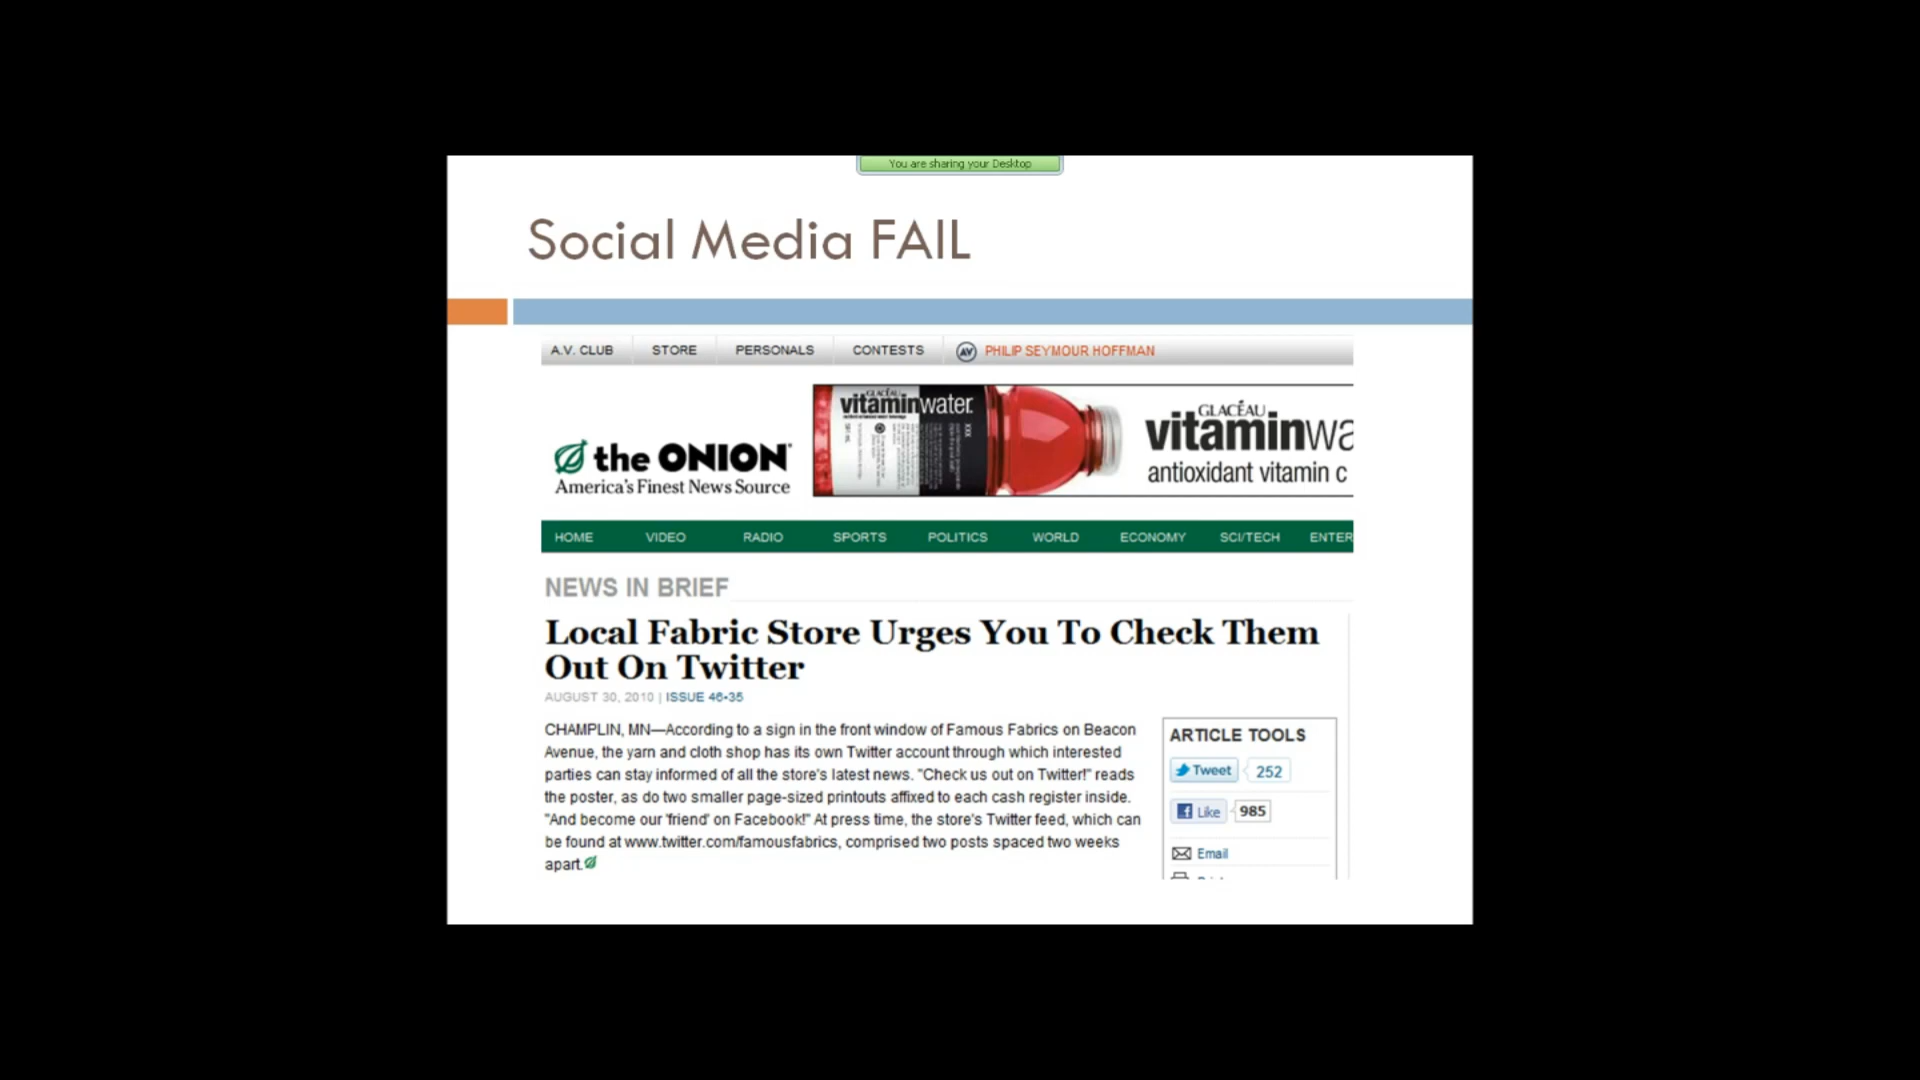 You are sharing your Desktop
Social Media FAIL
A.V. CLUB STORE PERSONALS CONTESTS AV PHILIP SEYMOUR HOFFMAN
GLACÉAU
vitaminwater
XXX
GLACÉAU
vitaminwa
antioxidant vitamin c
the ONION
America's Finest News Source
HOME VIDEO RADIO SPORTS POLITICS WORLD ECONOMY SCI/TECH ENTER
NEWS IN BRIEF
Local Fabric Store Urges You To Check Them
Out On Twitter
AUGUST 30, 2010 | ISSUE 46•35
CHAMPLIN, MN—According to a sign in the front window of Famous Fabrics on Beacon
Avenue, the yarn and cloth shop has its own Twitter account through which interested
parties can stay informed of all the store's latest news. "Check us out on Twitter!" reads
the poster, as do two smaller page-sized printouts affixed to each cash register inside.
"And become our 'friend' on Facebook!" At press time, the store's Twitter feed, which can
be found at www.twitter.com/famousfabrics, comprised two posts spaced two weeks
apart.
ARTICLE TOOLS
Tweet 252
Like 985
Email